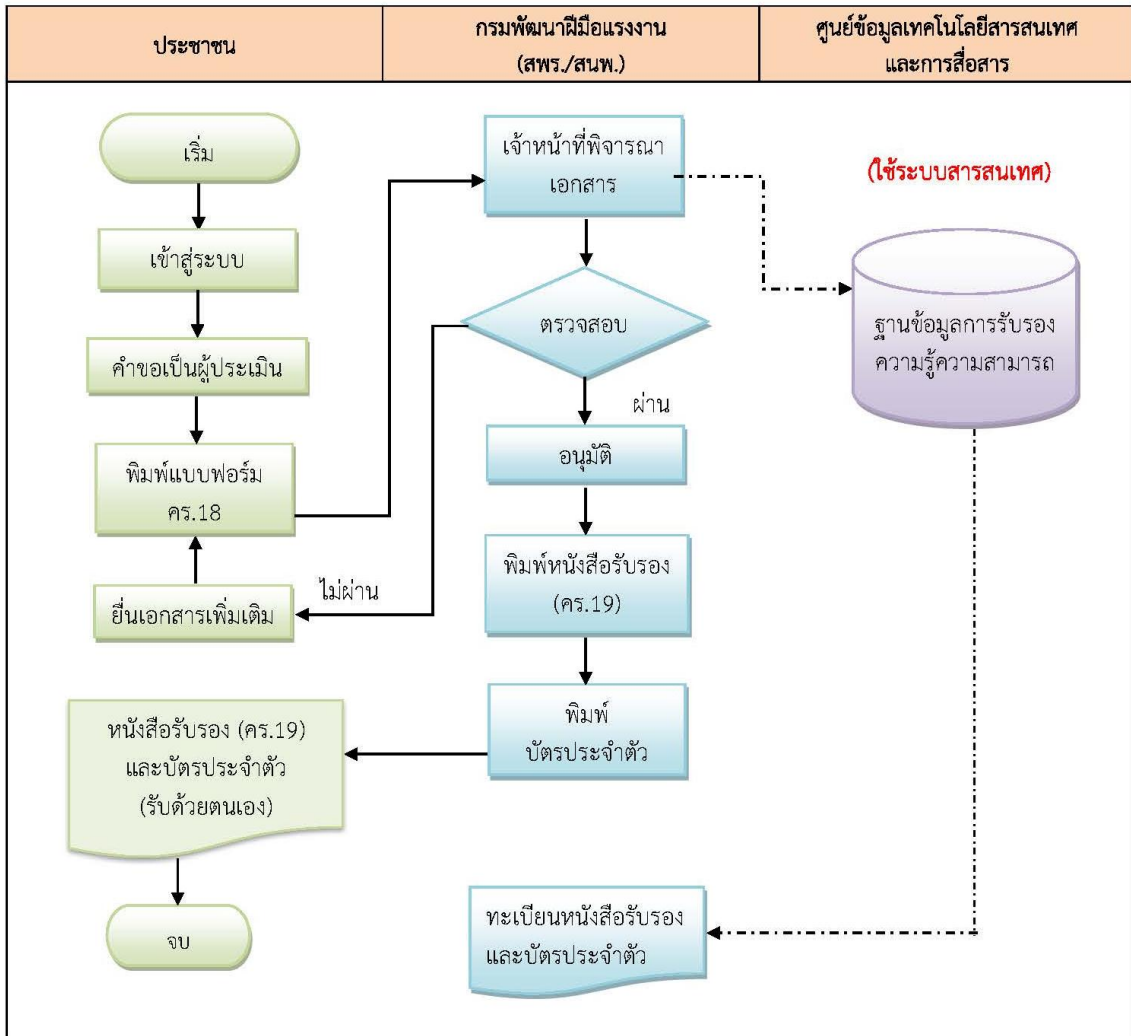 ประชาชน
กรมพัฒนาฝีมือแรงงาน
(สพร./สนพ.)
ศูนย์ข้อมูลเทคโนโลยีสารสนเทศ
และการสื่อสาร
เริ่ม
เข้าสู่ระบบ
คำขอเป็นผู้ประเมิน
พิมพ์แบบฟอร์ม
คร.18
ยื่นเอกสารเพิ่มเติม
ไม่ผ่าน
หนังสือรับรอง (คร.19)
และบัตรประจำตัว
(รับด้วยตนเอง)
จบ
เจ้าหน้าที่พิจารณา
เอกสาร
ตรวจสอบ
ผ่าน
อนุมัติ
พิมพ์หนังสือรับรอง
(คร.19)
พิมพ์
บัตรประจำตัว
ทะเบียนหนังสือรับรอง
และบัตรประจำตัว
(ใช้ระบบสารสนเทศ)
ฐานข้อมูลการรับรอง
ความรู้ความสามารถ